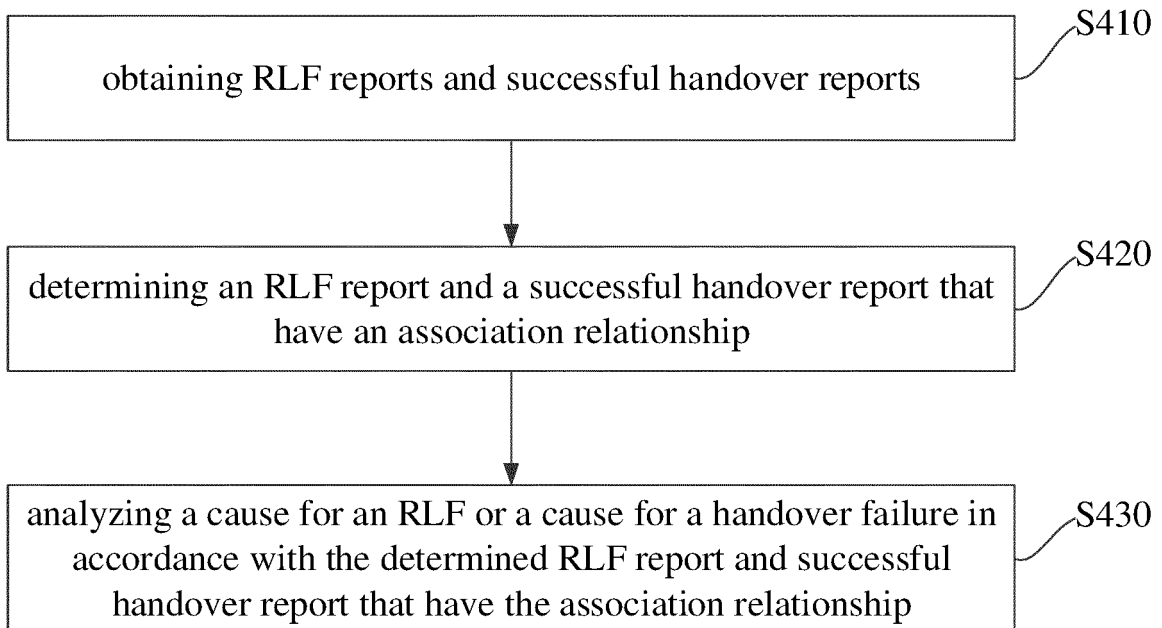 S410
obtaining RLF reports and successful handover reports
S420
determining an RLF report and a successful handover report that
have an association relationship
S430
analyzing a cause for an RLF or a cause for a handover failure in
accordance with the determined RLF report and successful
handover report that have the association relationship